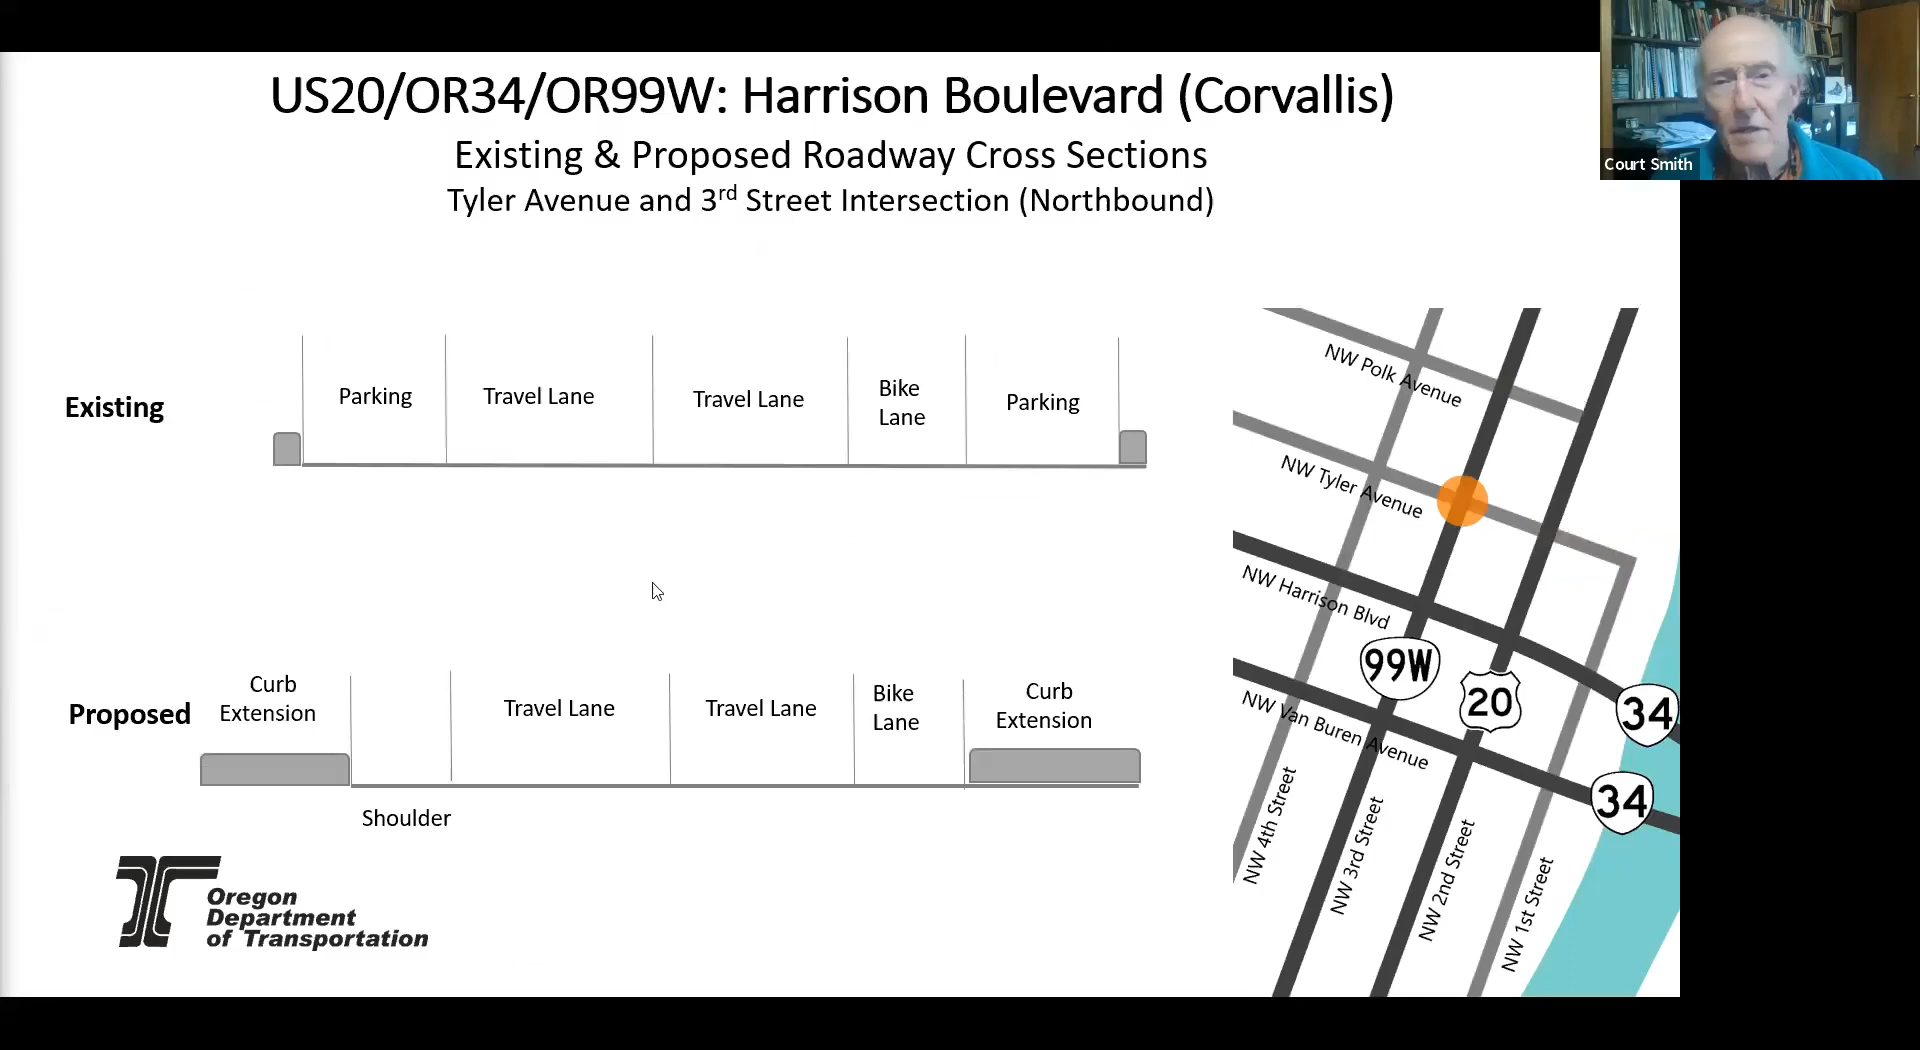 US20/OR34/OR99W: Harrison Boulevard (Corvallis)
Existing & Proposed Roadway Cross Sections
Tyler Avenue and 3rd Street Intersection (Northbound)
Court Smith
Existing
Parking
Travel Lane
Travel Lane
Bike
Lane
Parking
Proposed
Curb
Extension
Shoulder
Travel Lane
Travel Lane
Bike
Lane
Curb
Extension
NW Polk Avenue
NW Tyler Avenue
NW Harrison Blvd
99W
20
34
NW Van Buren Avenue
34
NW 4th Street
NW 3rd Street
NW 2nd Street
NW 1st Street
Oregon
Department
of Transportation